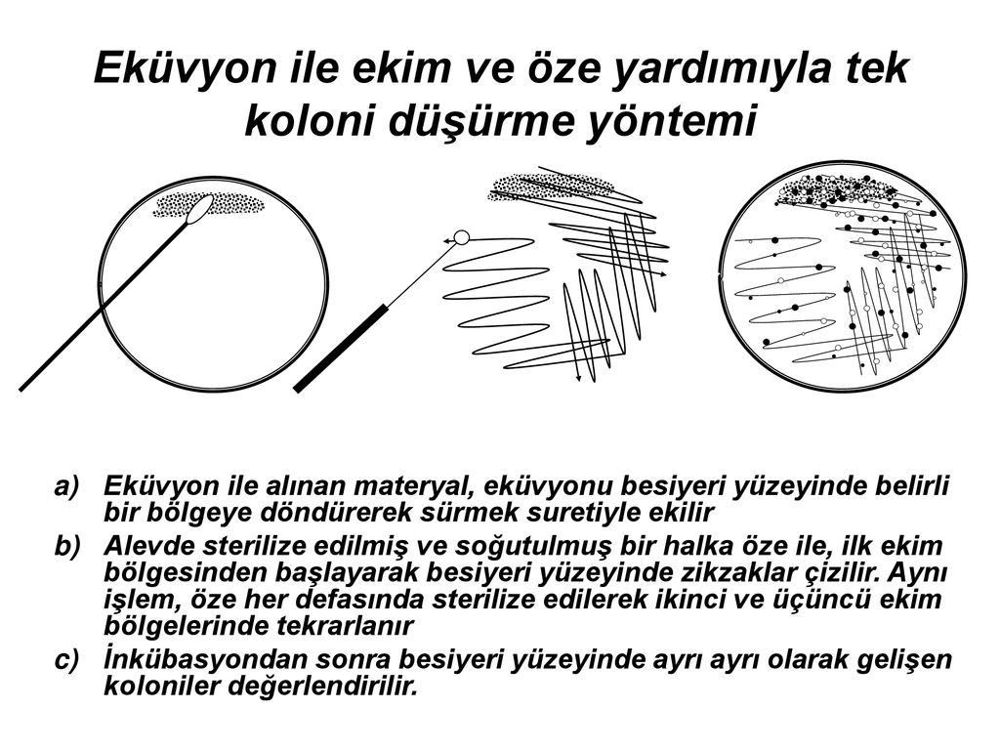 Eküvyon ile ekim ve öze yardımıyla tek
koloni düşürme yöntemi
a) Eküvyon ile alınan materyal, eküvyonu besiyeri yüzeyinde belirli
bir bölgeye döndürerek sürmek suretiyle ekilir
b) Alevde sterilize edilmiş ve soğutulmuş bir halka öze ile, ilk ekim
bölgesinden başlayarak besiyeri yüzeyinde zikzaklar çizilir. Aynı
işlem, öze her defasında sterilize edilerek ikinci ve üçüncü ekim
bölgelerinde tekrarlanır
c) İnkübasyondan sonra besiyeri yüzeyinde ayrı ayrı olarak gelişen
koloniler değerlendirilir.